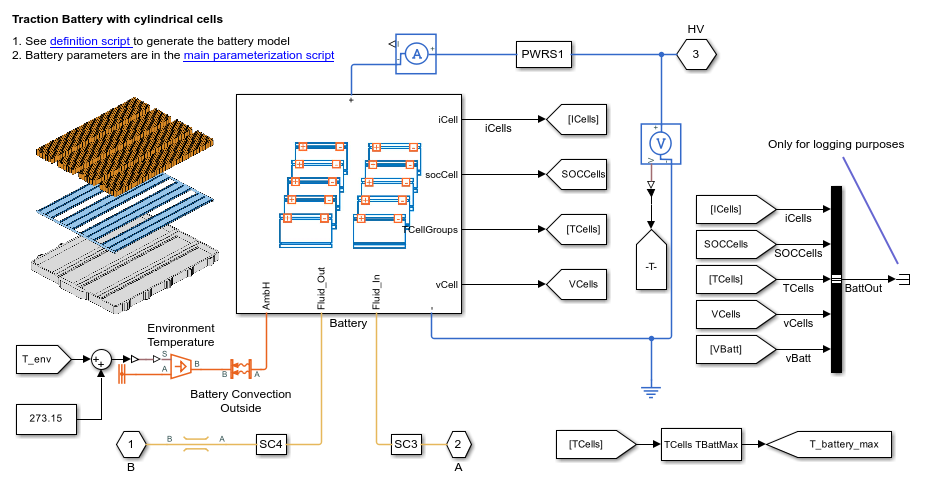 Traction Battery with cylindrical cells
1. See definition script to generate the battery model
2. Battery parameters are in the main parameterization script
I
+
A
PWRS1
HV
3
+
-
iCell
iCells
[ICells]
socCell
SOCCells
TCellGroups
[TCells]
vCell
VCells
AmbH
Fluid_Out
Fluid_In
-
Battery
+
V
V
-
-T-
Only for logging purposes
[ICells]
iCells
SOCCells
SOCCells
[TCells]
TCells
BattOut
VCells
vCells
[VBatt]
vBatt
Environment
Temperature
T_env
+
+
S
A
B
B
A
Battery Convection
Outside
273.15
1
B
B
A
SC4
SC3
2
A
[TCells]
TCells TBattMax
T_battery_max